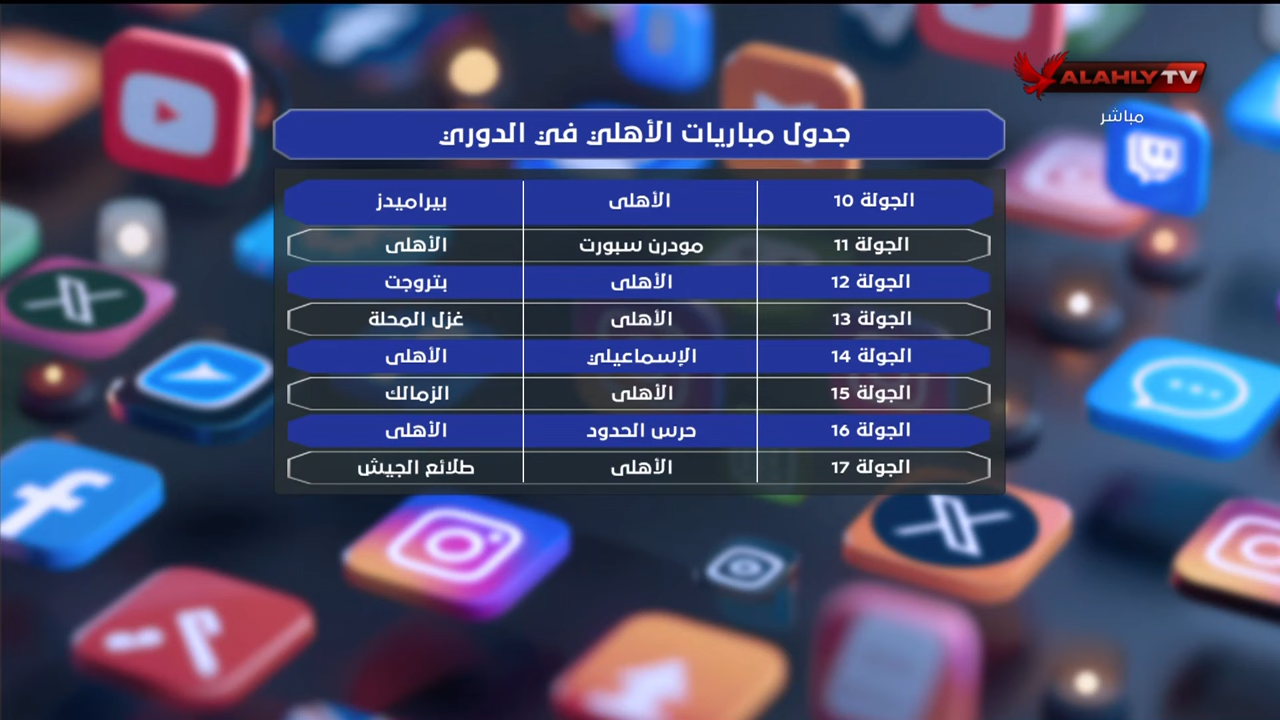 ALAHLY TV
مباشر
جدول مباريات الأهلي في الدوري
الجولة 10 الأهلى بيراميدز
الجولة 11 مودرن سبورت الأهلى
الجولة 12 الأهلى بتروجت
الجولة 13 الأهلى غزل المحلة
الجولة 14 الإسماعيلي الأهلى
الجولة 15 الأهلى الزمالك
الجولة 16 حرس الحدود الأهلى
الجولة 17 الأهلى طلائع الجيش